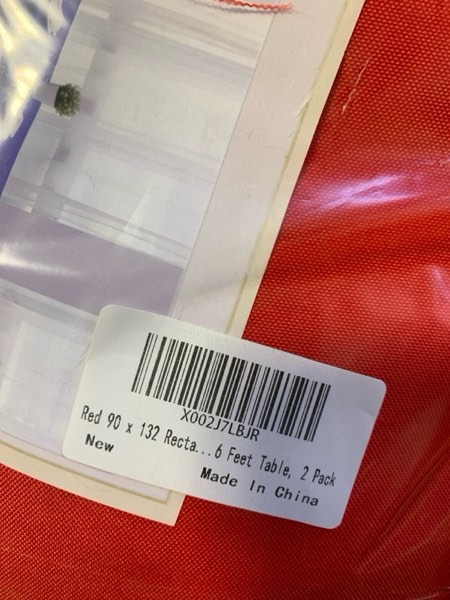 X002J7LBJR
Red 90 x 132 Recta...6 Feet Table, 2 Pack
New
Made In China